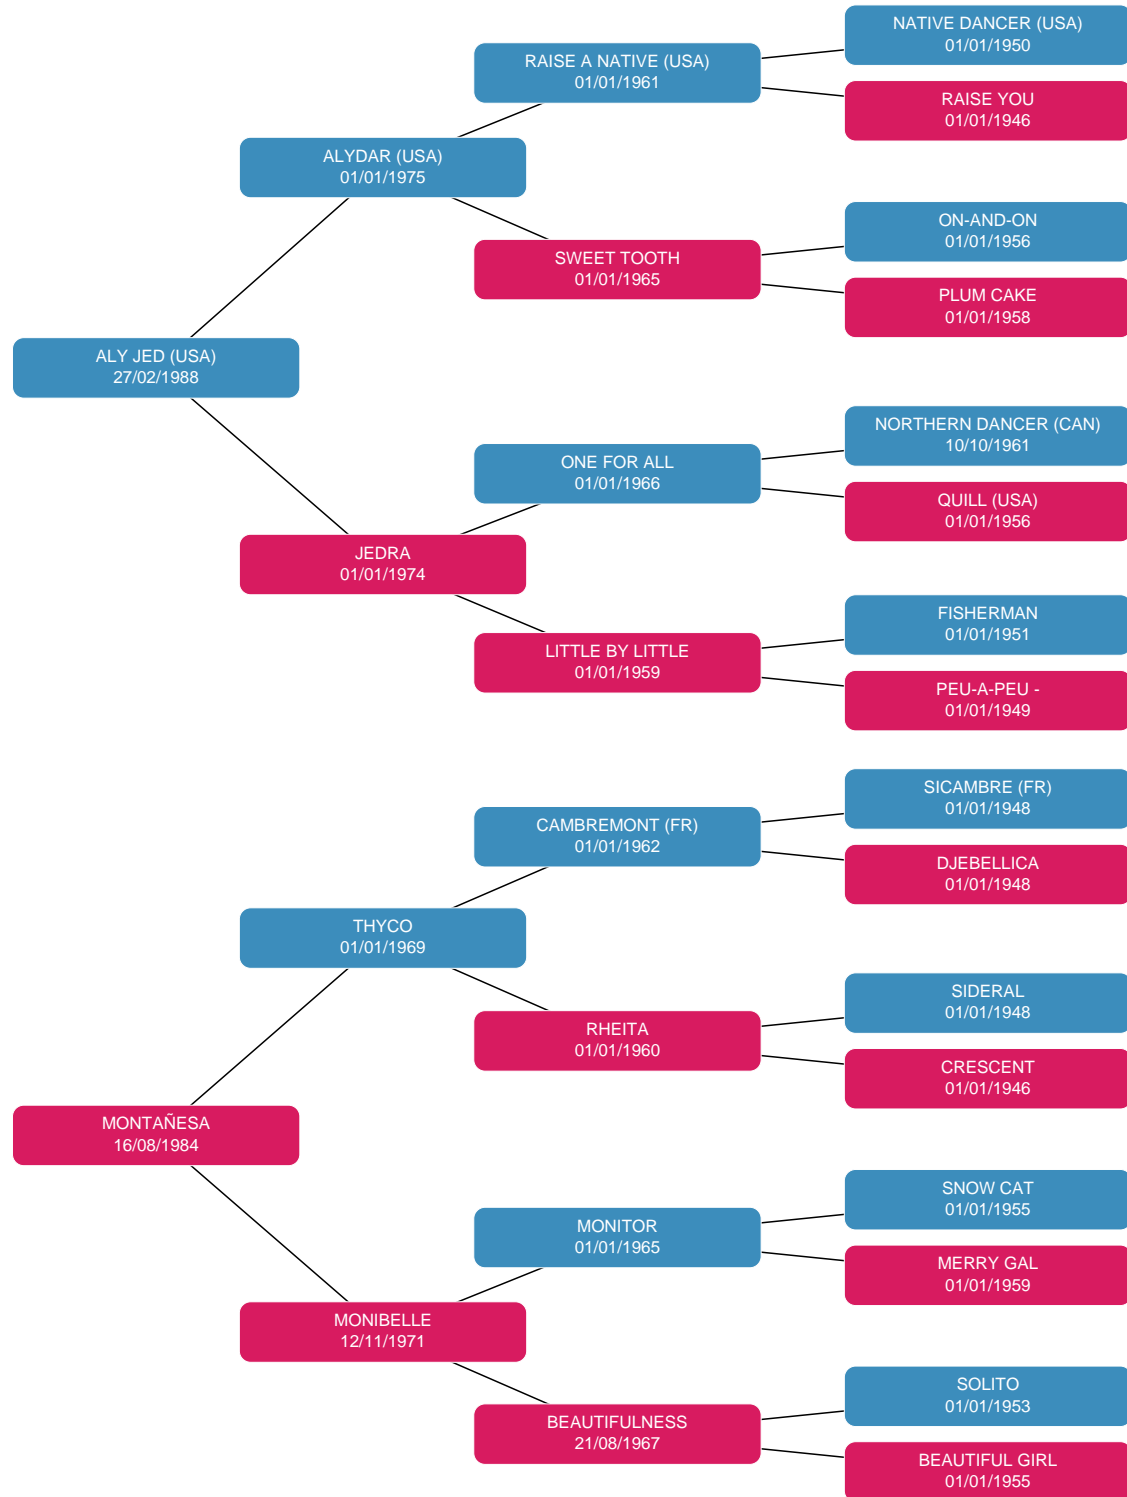 NATIVE DANCER (USA)
01/01/1950
RAISE A NATIVE (USA)
01/01/1961
RAISE YOU
01/01/1946
ALYDAR (USA)
01/01/1975
ON-AND-ON
01/01/1956
SWEET TOOTH
01/01/1965
PLUM CAKE
01/01/1958
ALY JED (USA)
27/02/1988
NORTHERN DANCER (CAN)
10/10/1961
ONE FOR ALL
01/01/1966
QUILL (USA)
01/01/1956
JEDRA
01/01/1974
FISHERMAN
01/01/1951
LITTLE BY LITTLE
01/01/1959
PEU-A-PEU -
01/01/1949
SICAMBRE (FR)
01/01/1948
CAMBREMONT (FR)
01/01/1962
DJEBELLICA
01/01/1948
THYCO
01/01/1969
SIDERAL
01/01/1948
RHEITA
01/01/1960
CRESCENT
01/01/1946
MONTAÑESA
16/08/1984
SNOW CAT
01/01/1955
MONITOR
01/01/1965
MERRY GAL
01/01/1959
MONIBELLE
12/11/1971
SOLITO
01/01/1953
BEAUTIFULNESS
21/08/1967
BEAUTIFUL GIRL
01/01/1955